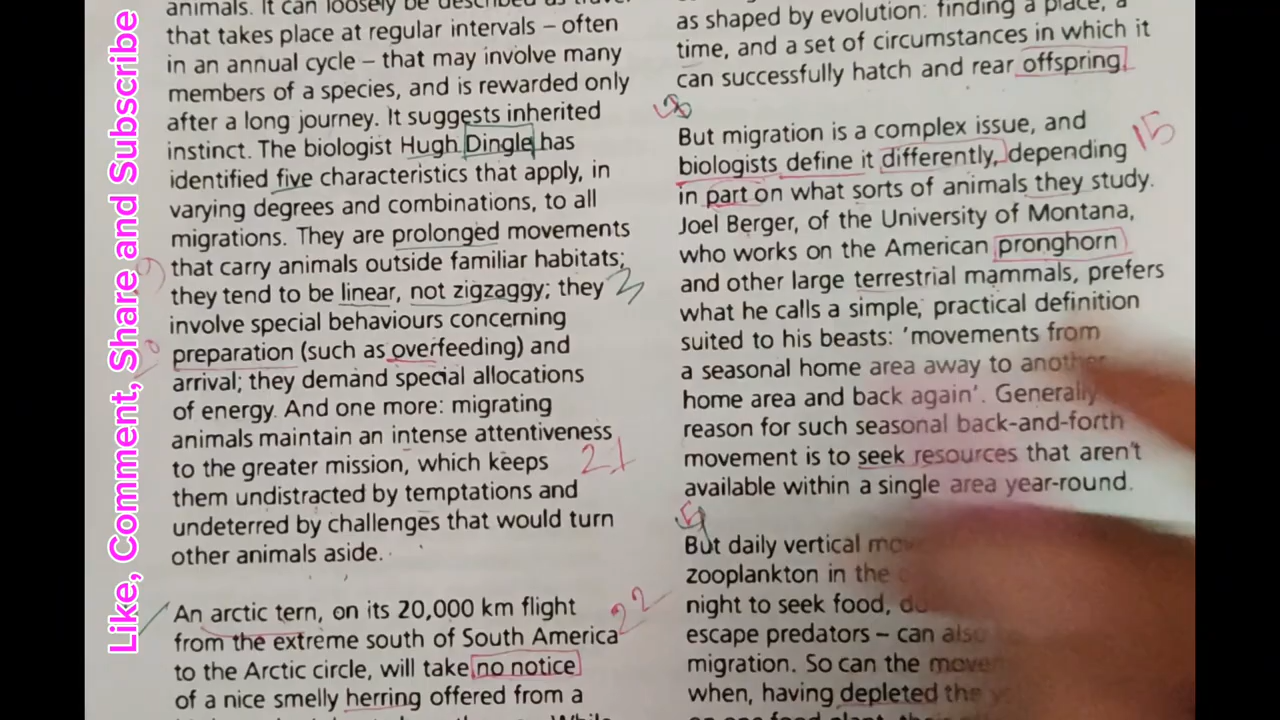 Like, Comment, Share and Subscribe
animals. It can loosely be described as travel
that takes place at regular intervals – often
in an annual cycle – that may involve many
members of a species, and is rewarded only
after a long journey. It suggests inherited
instinct. The biologist Hugh Dingle has
identified five characteristics that apply, in
varying degrees and combinations, to all
migrations. They are prolonged movements
that carry animals outside familiar habitats;
they tend to be linear, not zigzaggy; they
involve special behaviours concerning
preparation (such as overfeeding) and
arrival; they demand special allocations
of energy. And one more: migrating
animals maintain an intense attentiveness
to the greater mission, which keeps
21
them undistracted by temptations and
undeterred by challenges that would turn
other animals aside.
An arctic tern, on its 20,000 km flight
22
from the extreme south of South America
to the Arctic circle, will take no notice
of a nice smelly herring offered from a
as shaped by evolution: finding a place, a
time, and a set of circumstances in which it
can successfully hatch and rear offspring.
But migration is a complex issue, and
15
biologists define it differently, depending
in part on what sorts of animals they study.
Joel Berger, of the University of Montana,
who works on the American pronghorn
and other large terrestrial mammals, prefers
what he calls a simple, practical definition
suited to his beasts: 'movements from
a seasonal home area away to another
home area and back again'. Generally
reason for such seasonal back-and-forth
movement is to seek resources that aren't
available within a single area year-round.
But daily vertical
zooplankton in the
night to seek food,
escape predators – can also
migration. So can the
when, having depleted the